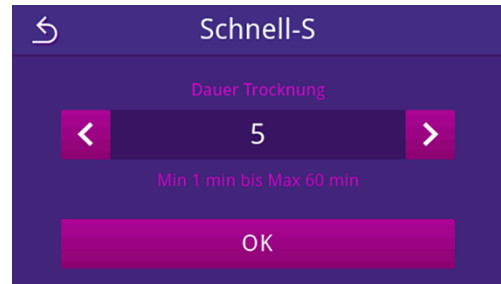 Schnell-S
Dauer Trocknung
5
Min 1 min bis Max 60 min
OK